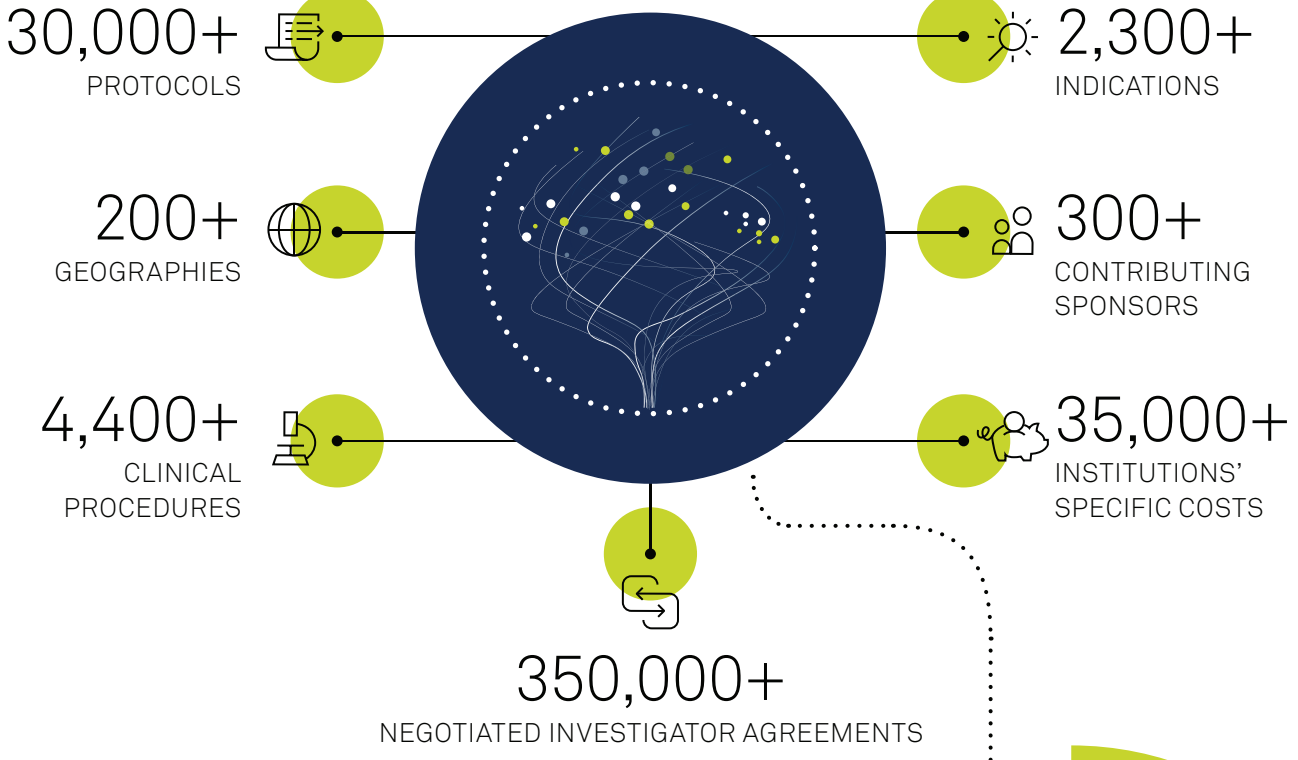 30,000+
PROTOCOLS
2,300+
INDICATIONS
200+
GEOGRAPHIES
300+
CONTRIBUTING
SPONSORS
4,400+
CLINICAL
PROCEDURES
35,000+
INSTITUTIONS’
SPECIFIC COSTS
350,000+
NEGOTIATED INVESTIGATOR AGREEMENTS